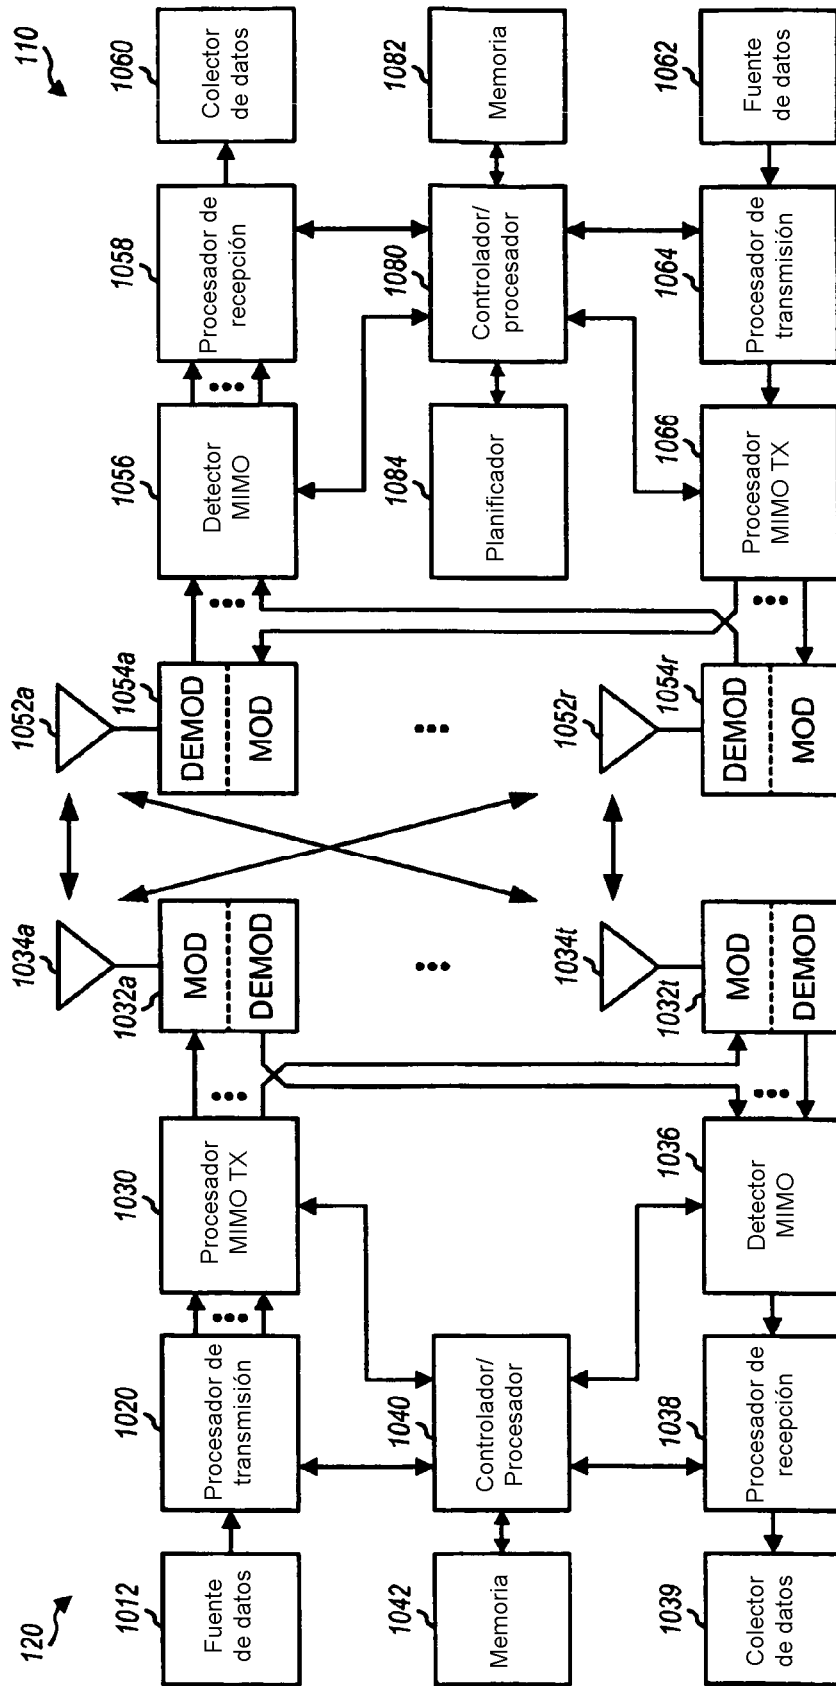 120
110
1012
Fuente
de datos
1020
Procesador de
transmisión
1030
Procesador
MIMO TX
1032a
MOD
DEMOD
1034a
1052a
1054a
DEMOD
MOD
1056
Detector
MIMO
1058
Procesador de
recepción
1060
Colector
de datos
1042
Memoria
1040
Controlador/
Procesador
1084
Planificador
1080
Controlador/
procesador
1082
Memoria
1039
Colector
de datos
1038
Procesador de
recepción
1036
Detector
MIMO
1032t
MOD
DEMOD
1034t
1052r
1054r
DEMOD
MOD
1066
Procesador
MIMO TX
1064
Procesador de
transmisión
1062
Fuente
de datos